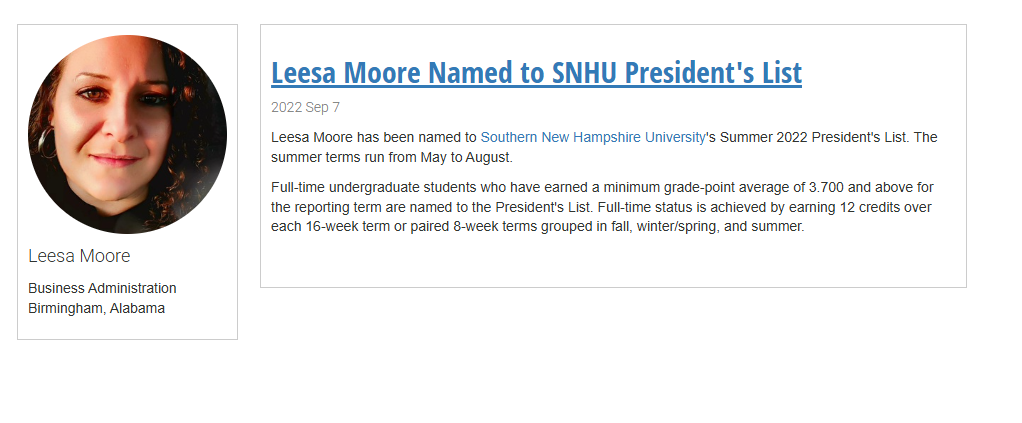 Leesa Moore
Business Administration
Birmingham, Alabama
Leesa Moore Named to SNHU President's List
2022 Sep 7
Leesa Moore has been named to Southern New Hampshire University's Summer 2022 President's List. The
summer terms run from May to August.
Full-time undergraduate students who have earned a minimum grade-point average of 3.700 and above for
the reporting term are named to the President's List. Full-time status is achieved by earning 12 credits over
each 16-week term or paired 8-week terms grouped in fall, winter/spring, and summer.